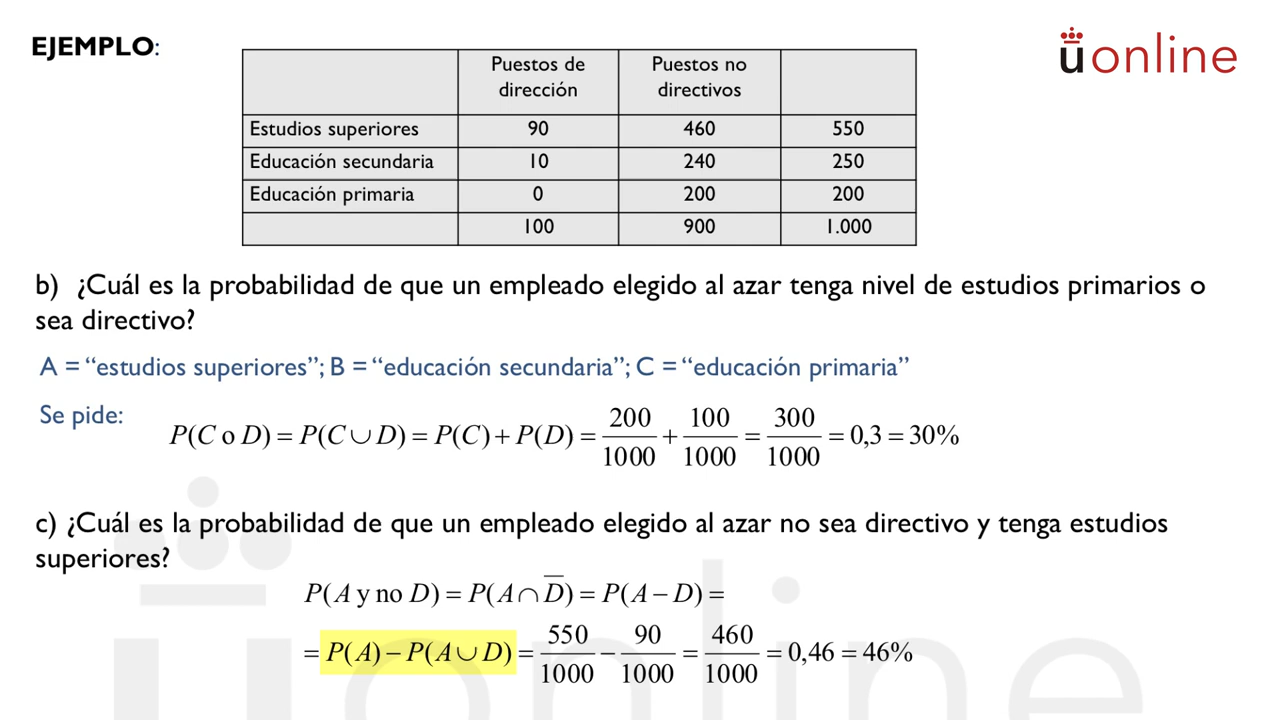 EJEMPLO:
üonline
Puestos de dirección | Puestos no directivos
Estudios superiores | 90 | 460 | 550
Educación secundaria | 10 | 240 | 250
Educación primaria | 0 | 200 | 200
100 | 900 | 1.000
b) ¿Cuál es la probabilidad de que un empleado elegido al azar tenga nivel de estudios primarios o
sea directivo?
A = “estudios superiores”; B = “educación secundaria”; C = “educación primaria”
Se pide: P(C o D) = P(C ∪ D) = P(C) + P(D) = 200/1000 + 100/1000 = 300/1000 = 0,3 = 30%
c) ¿Cuál es la probabilidad de que un empleado elegido al azar no sea directivo y tenga estudios
superiores?
P(A y no D) = P(A ∩ D̅) = P(A − D) =
= P(A) − P(A ∪ D) = 550/1000 − 90/1000 = 460/1000 = 0,46 = 46%
üonline